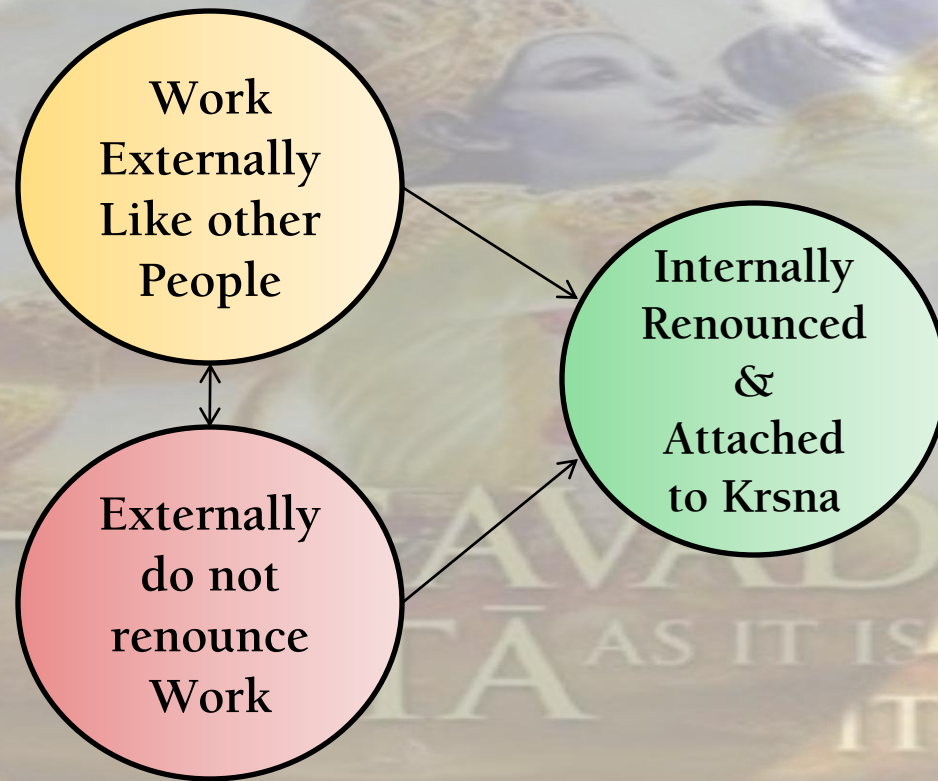 Work
Externally
Like other
People
Internally
Renounced
&
Attached
to Krsna
Externally
do not
renounce
Work
AVAD
TĀ AS IT IS
IT